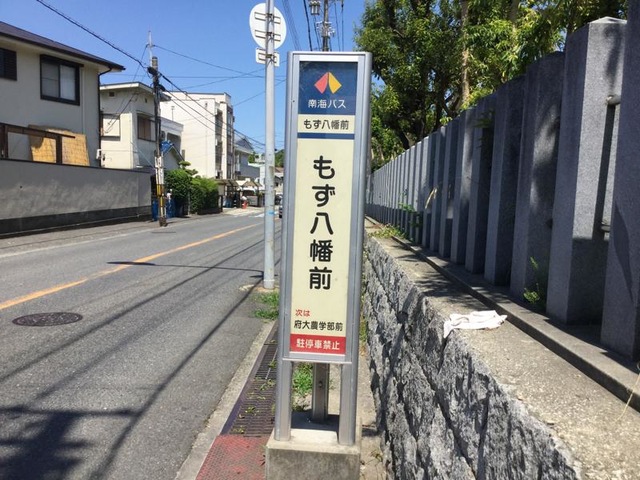 南海バス
もず八幡前
もず八幡前
次は
府大農学部前
駐停車禁止